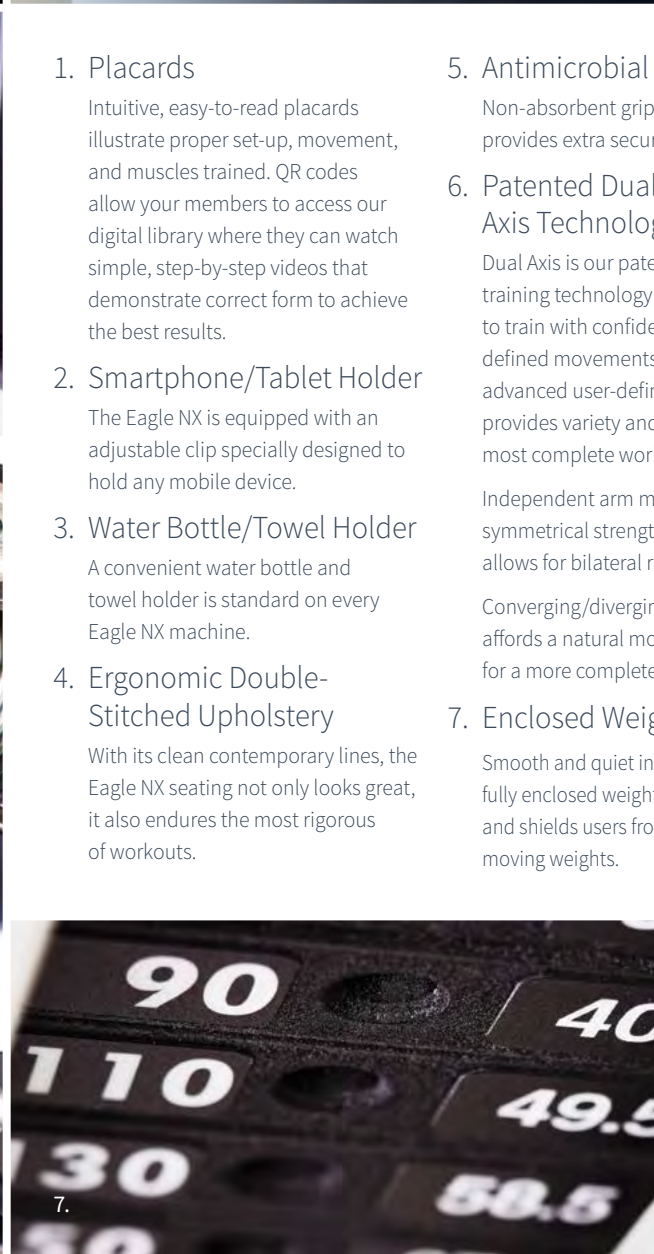 1. Placards
Intuitive, easy-to-read placards
illustrate proper set-up, movement,
and muscles trained. QR codes
allow your members to access our
digital library where they can watch
simple, step-by-step videos that
demonstrate correct form to achieve
the best results.
2. Smartphone/Tablet Holder
The Eagle NX is equipped with an
adjustable clip specially designed to
hold any mobile device.
3. Water Bottle/Towel Holder
A convenient water bottle and
towel holder is standard on every
Eagle NX machine.
4. Ergonomic Double-
Stitched Upholstery
With its clean contemporary lines, the
Eagle NX seating not only looks great,
it also endures the most rigorous
of workouts.
5. Antimicrobial
Non-absorbent grip
provides extra secur
6. Patented Dual
Axis Technolog
Dual Axis is our pate
training technology
to train with confide
defined movements
advanced user-defin
provides variety and
most complete wor
Independent arm m
symmetrical strengt
allows for bilateral r
Converging/divergin
affords a natural mo
for a more complete
7. Enclosed Weig
Smooth and quiet in
fully enclosed weight
and shields users fro
moving weights.
90
40
110
49.5
130
58.5
50
7.